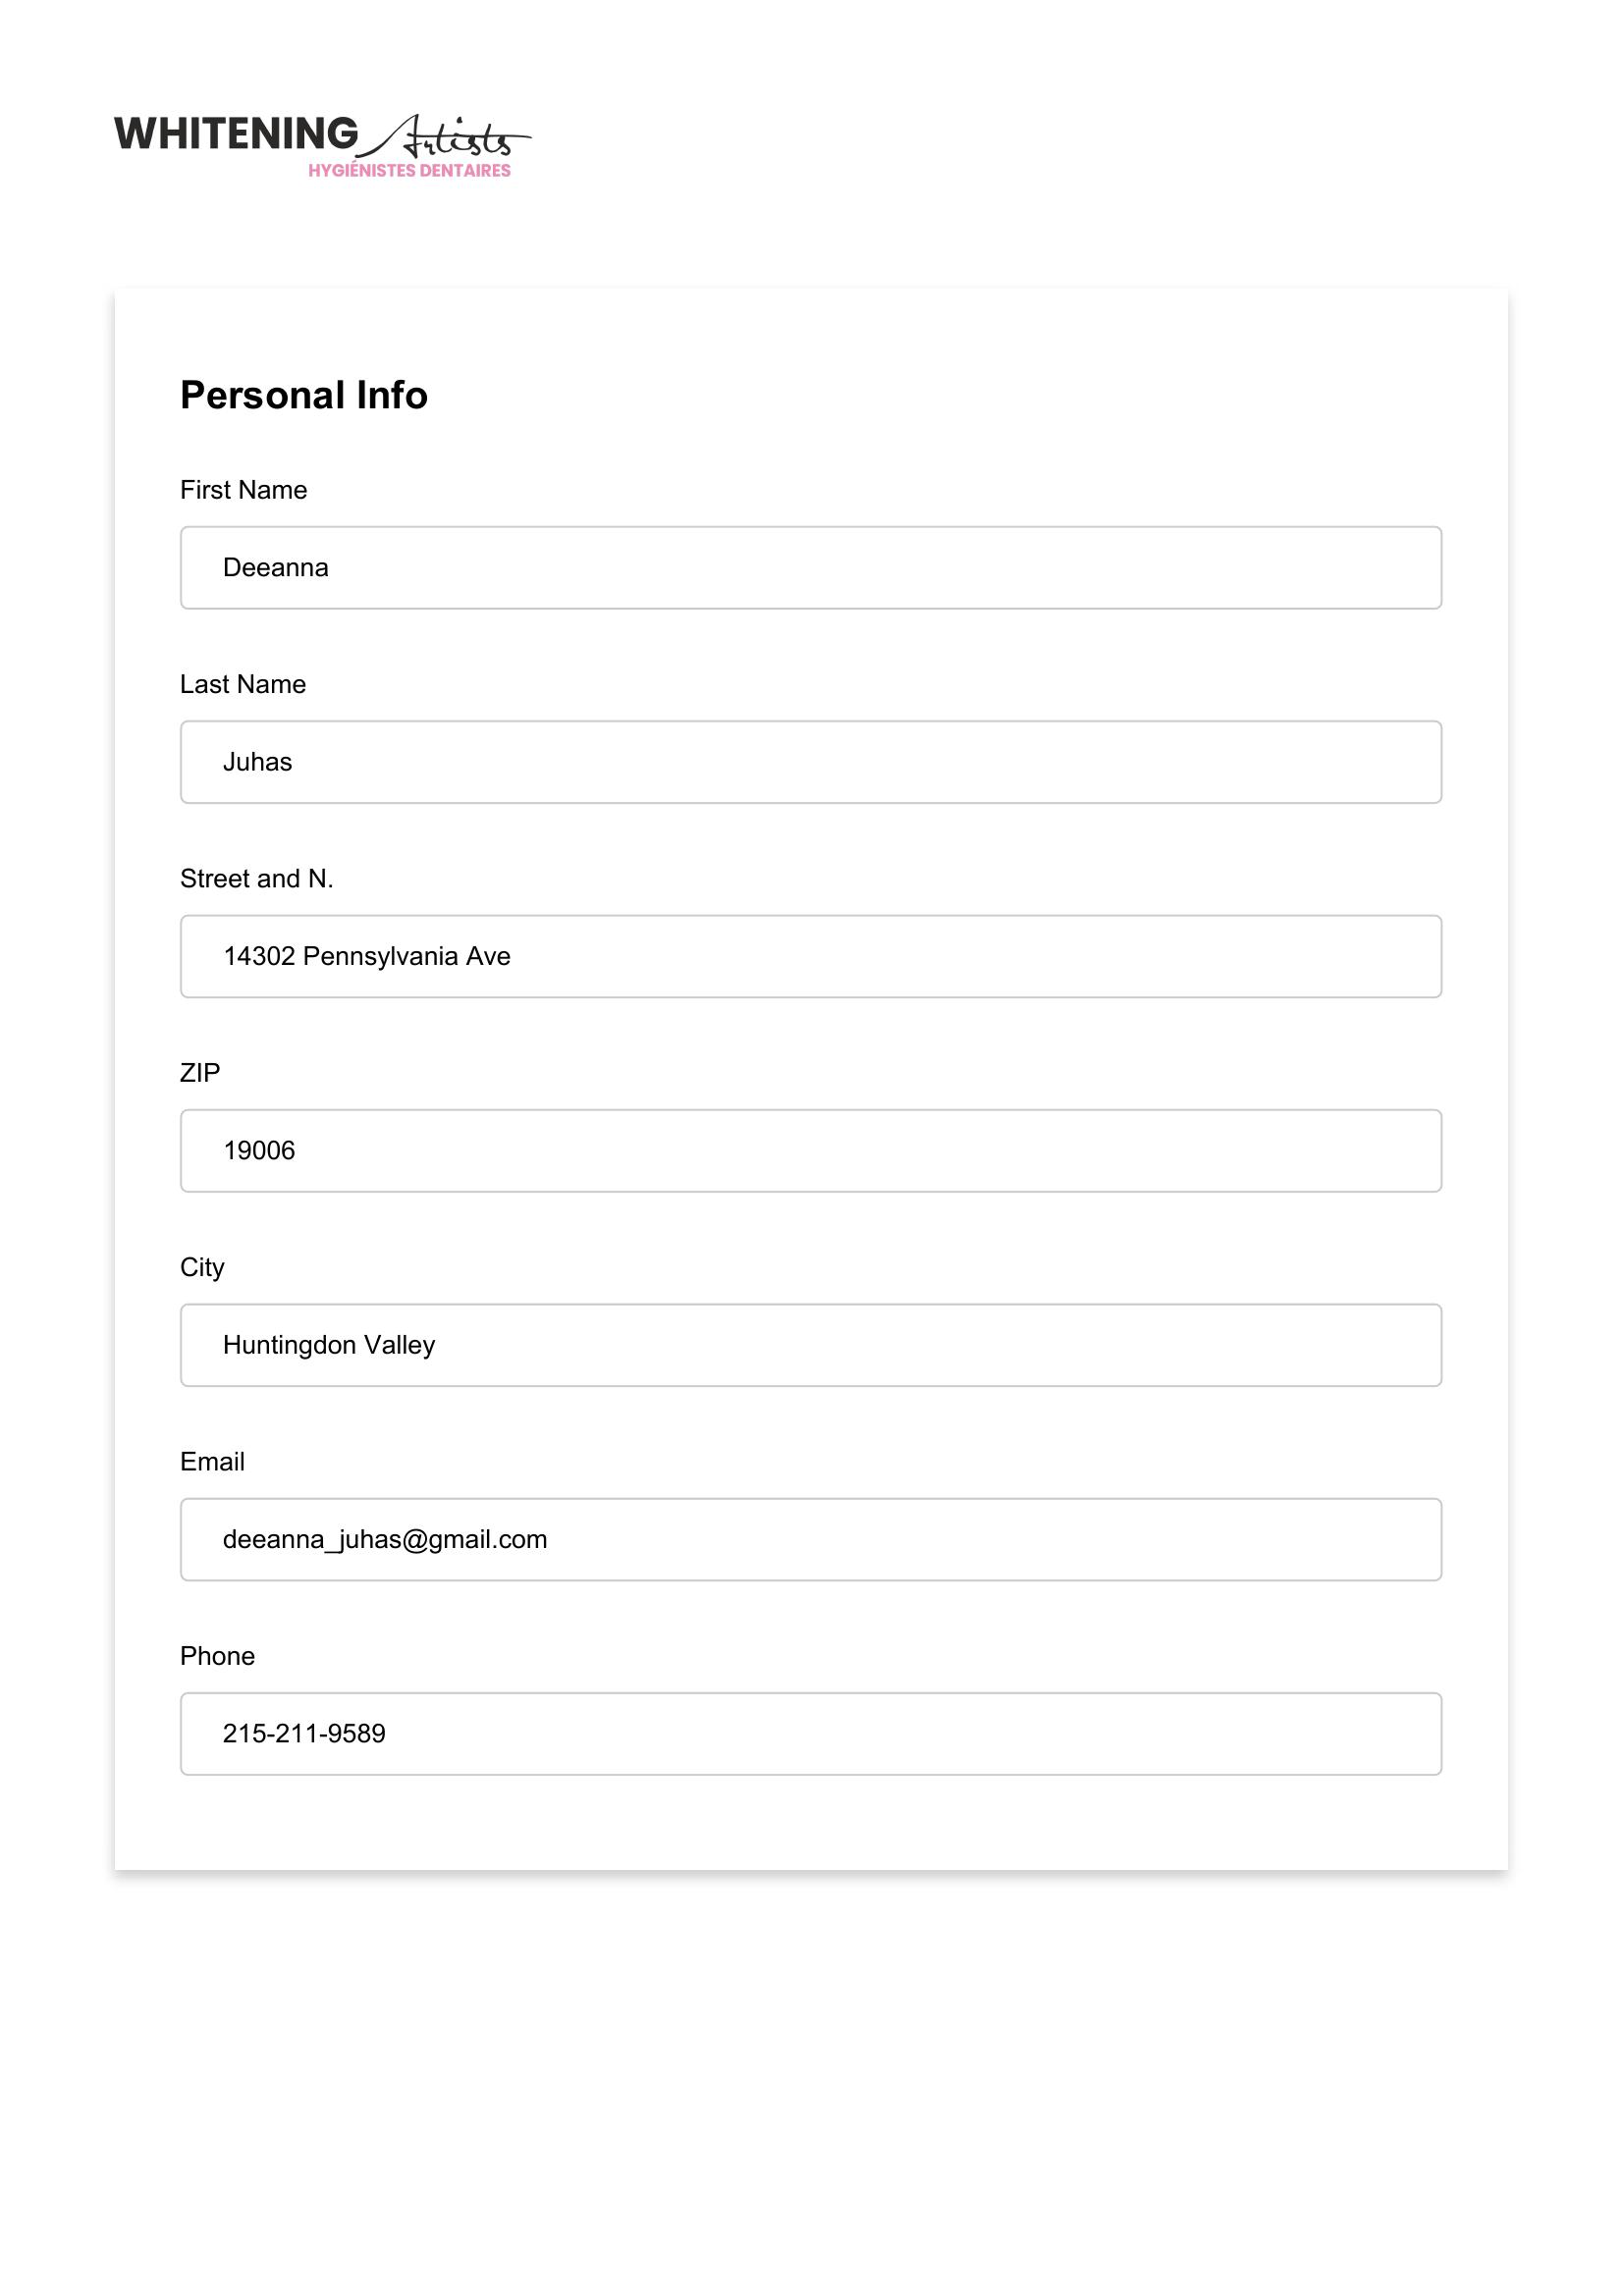 WHITENING Artists
HYGIÉNISTES DENTAIRES
Personal Info
First Name
Deeanna
Last Name
Juhas
Street and N.
14302 Pennsylvania Ave
ZIP
19006
City
Huntingdon Valley
Email
deeanna_juhas@gmail.com
Phone
215-211-9589